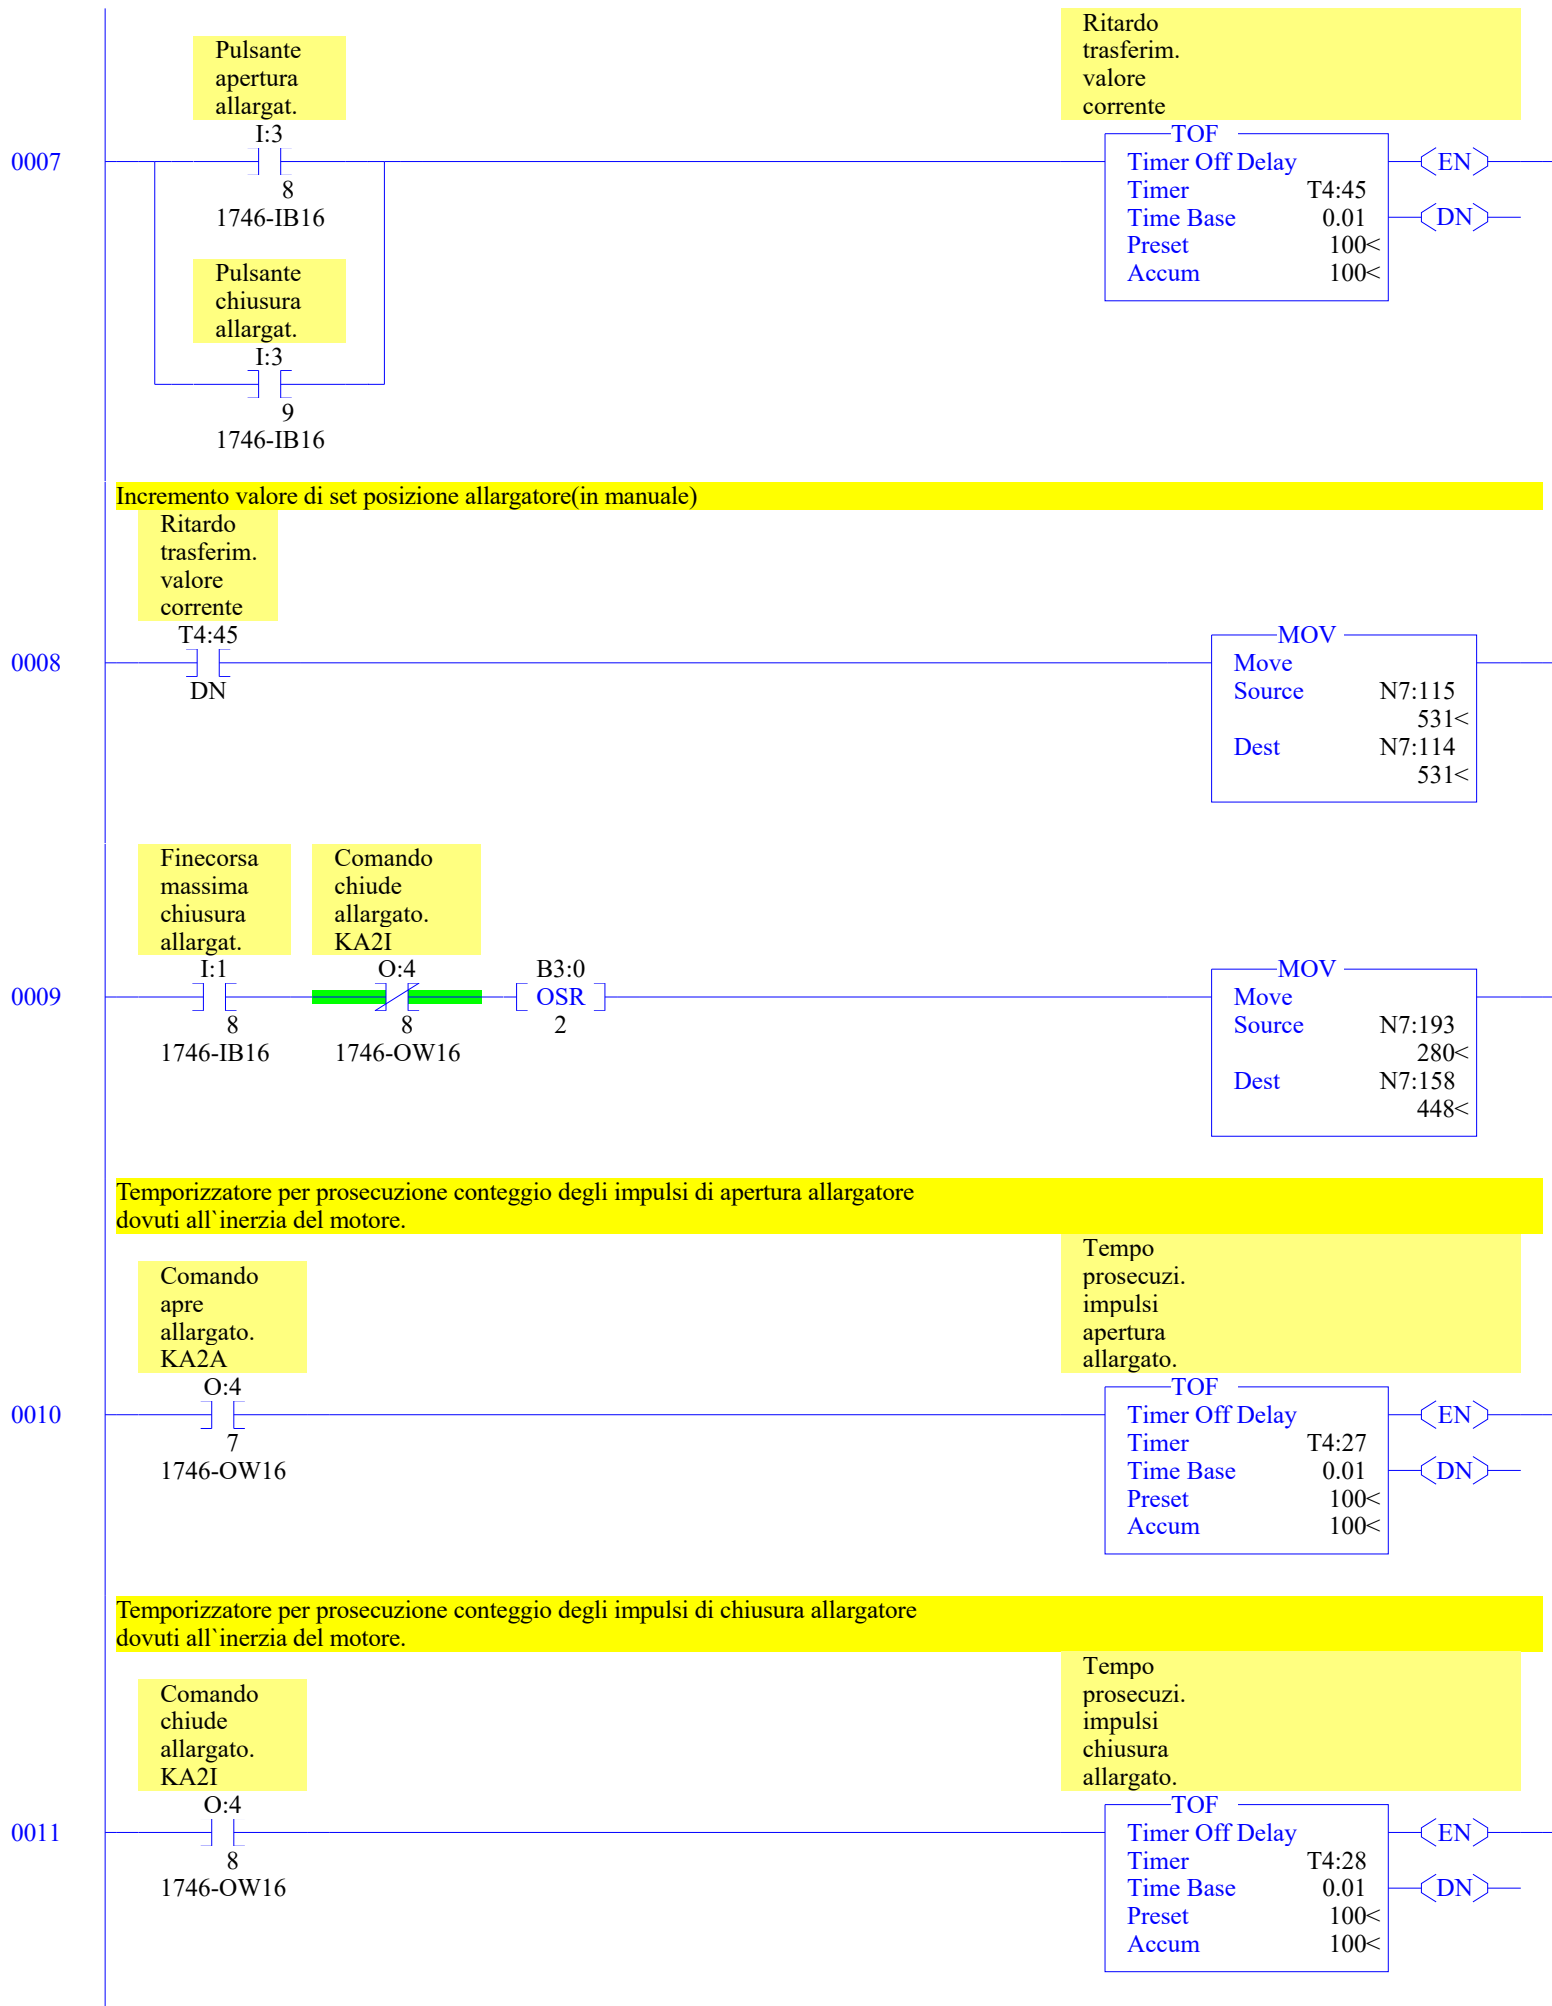 Pulsante
apertura
allargat.
I:3
8
1746-IB16
Ritardo
trasferim.
valore
corrente
0007
TOF
Timer Off Delay
Timer T4:45
Time Base 0.01
Preset 100<
Accum 100<
EN
DN
Pulsante
chiusura
allargat.
I:3
9
1746-IB16
Incremento valore di set posizione allargatore(in manuale)
Ritardo
trasferim.
valore
corrente
T4:45
0008
DN
MOV
Move
Source N7:115
531<
Dest N7:114
531<
Finecorsa
massima
chiusura
allargat.
I:1
8
1746-IB16
Comando
chiude
allargato.
KA2I
O:4
8
1746-OW16
B3:0
OSR
2
0009
MOV
Move
Source N7:193
280<
Dest N7:158
448<
Temporizzatore per prosecuzione conteggio degli impulsi di apertura allargatore
dovuti all`inerzia del motore.
Comando
apre
allargato.
KA2A
O:4
0010
7
1746-OW16
Tempo
prosecuzi.
impulsi
apertura
allargato.
TOF
Timer Off Delay
Timer T4:27
Time Base 0.01
Preset 100<
Accum 100<
EN
DN
Temporizzatore per prosecuzione conteggio degli impulsi di chiusura allargatore
dovuti all`inerzia del motore.
Comando
chiude
allargato.
KA2I
O:4
0011
8
1746-OW16
Tempo
prosecuzi.
impulsi
chiusura
allargato.
TOF
Timer Off Delay
Timer T4:28
Time Base 0.01
Preset 100<
Accum 100<
EN
DN